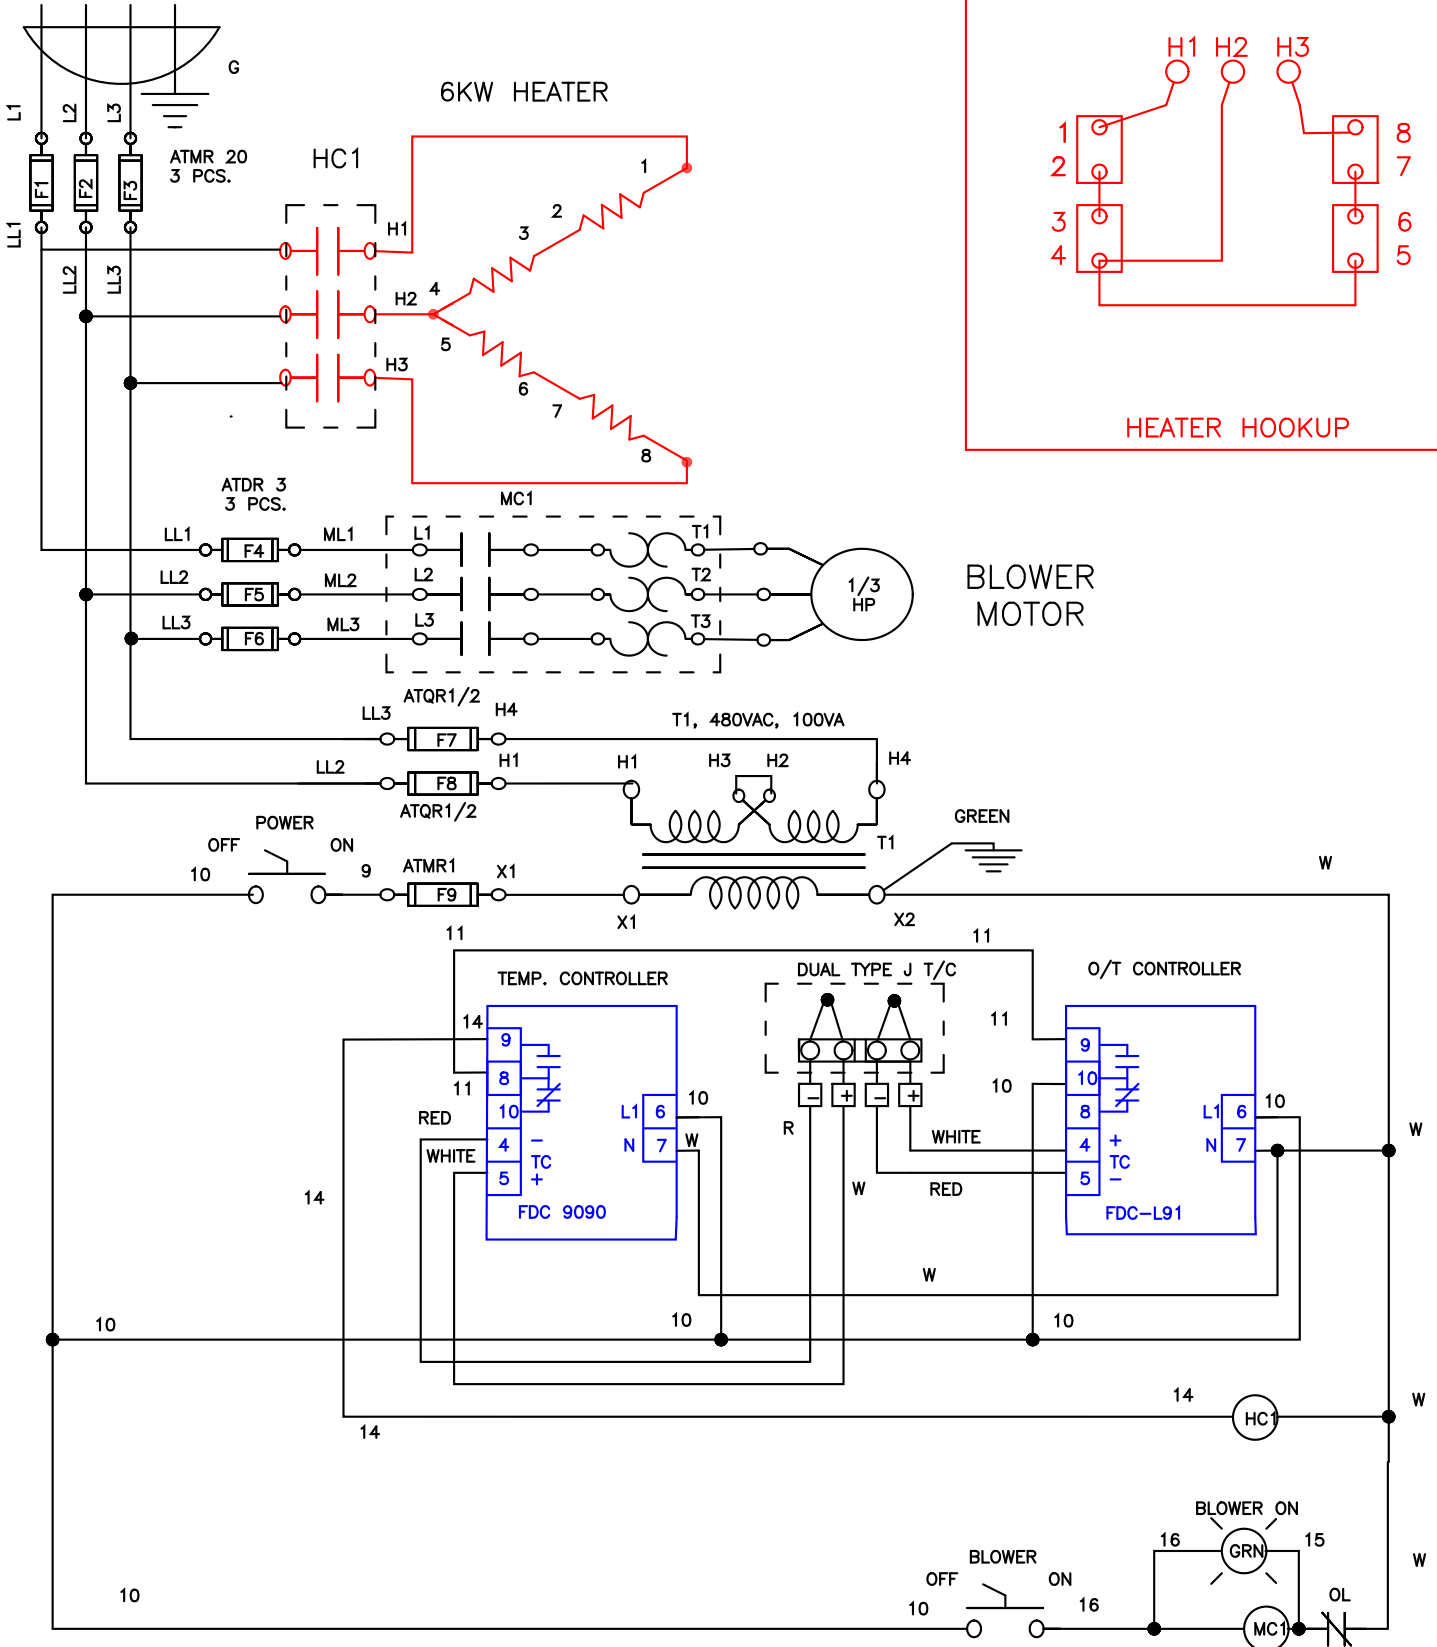 G
L1
L2
L3
ATMR 20
3 PCS.
F1
F2
F3
LL1
LL2
LL3
6KW HEATER
HC1
H1
H2
H3
1
2
3
4
5
6
7
8
H1 H2 H3
1
2
3
4
8
7
6
5
HEATER HOOKUP
ATDR 3
3 PCS.
MC1
LL1
F4
ML1
L1
T1
LL2
F5
ML2
L2
T2
LL3
F6
ML3
L3
T3
1/3
HP
BLOWER
MOTOR
ATQR1/2
LL3
F7
H4
T1, 480VAC, 100VA
LL2
F8
H1
ATQR1/2
H1
H3
H2
H4
T1
POWER
OFF
ON
10
9
ATMR1
F9
X1
X1
X2
GREEN
W
11
11
TEMP. CONTROLLER
DUAL TYPE J T/C
O/T CONTROLLER
14
9
11
8
10
RED
4 −
WHITE
TC
5 +
L1 6
10
N 7
W
FDC 9090
− + − +
R
W
WHITE
RED
11
9
10
10
8
4 +
TC
5 −
L1 6
10
N 7
FDC-L91
W
14
W
10
10
10
14
14
HC1
W
BLOWER ON
16
GRN
15
W
BLOWER
OFF
ON
10
10
16
MC1
OL